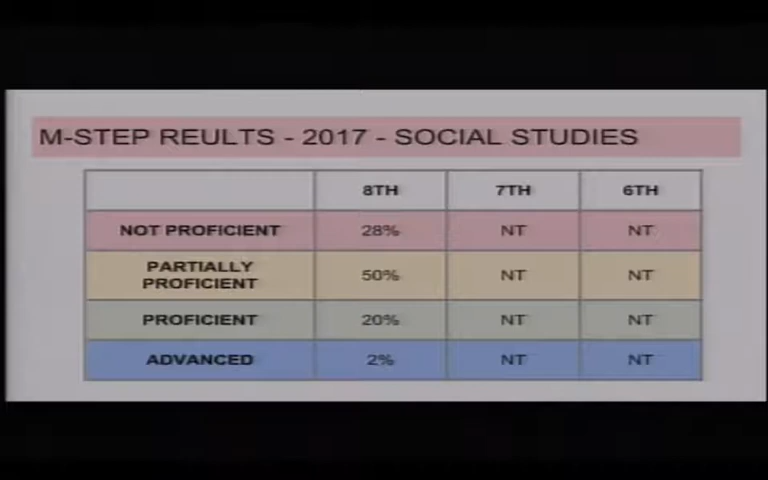 M-STEP REULTS - 2017 - SOCIAL STUDIES
8TH 7TH 6TH
NOT PROFICIENT 28% NT NT
PARTIALLY
PROFICIENT 50% NT NT
PROFICIENT 20% NT NT
ADVANCED 2% NT NT